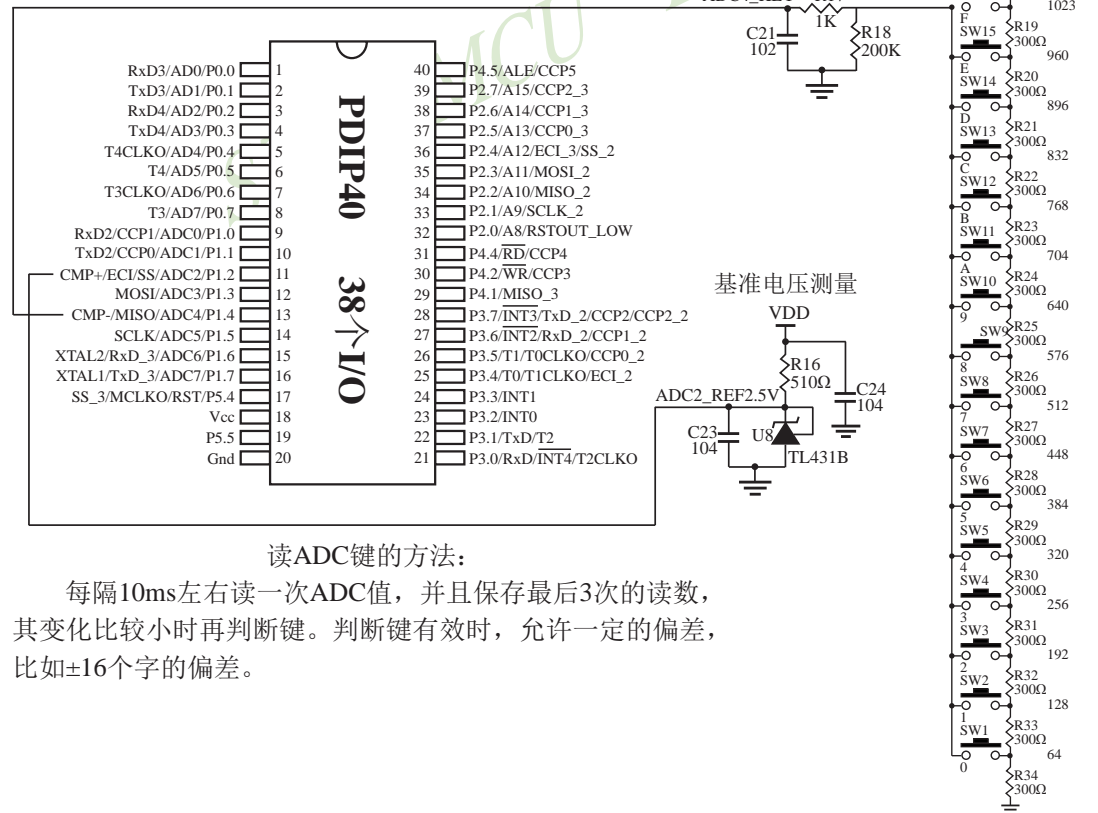 1K
R18
200K
C21
102
RxD3/AD0/P0.0 1
TxD3/AD1/P0.1 2
RxD4/AD2/P0.2 3
TxD4/AD3/P0.3 4
T4CLKO/AD4/P0.4 5
T4/AD5/P0.5 6
T3CLKO/AD6/P0.6 7
T3/AD7/P0.7 8
RxD2/CCP1/ADC0/P1.0 9
TxD2/CCP0/ADC1/P1.1 10
CMP+/ECI/SS/ADC2/P1.2 11
MOSI/ADC3/P1.3 12
CMP-/MISO/ADC4/P1.4 13
SCLK/ADC5/P1.5 14
XTAL2/RxD_3/ADC6/P1.6 15
XTAL1/TxD_3/ADC7/P1.7 16
SS_3/MCLKO/RST/P5.4 17
Vcc 18
P5.5 19
Gnd 20
PDIP40 38个I/O
40 P4.5/ALE/CCP5
39 P2.7/A15/CCP2_3
38 P2.6/A14/CCP1_3
37 P2.5/A13/CCP0_3
36 P2.4/A12/ECI_3/SS_2
35 P2.3/A11/MOSI_2
34 P2.2/A10/MISO_2
33 P2.1/A9/SCLK_2
32 P2.0/A8/RSTOUT_LOW
31 P4.4/RD/CCP4
30 P4.2/WR/CCP3
29 P4.1/MISO_3
28 P3.7/INT3/TxD_2/CCP2/CCP2_2
27 P3.6/INT2/RxD_2/CCP1_2
26 P3.5/T1/T0CLKO/CCP0_2
25 P3.4/T0/T1CLKO/ECI_2
24 P3.3/INT1
23 P3.2/INT0
22 P3.1/TxD/T2
21 P3.0/RxD/INT4/T2CLKO
MCU
基准电压测量
VDD
R16
510Ω
ADC2_REF2.5V
C24
104
C23
104
U8
TL431B
1023
F
SW15
R19
300Ω
960
E
SW14
R20
300Ω
896
D
SW13
R21
300Ω
832
C
SW12
R22
300Ω
768
B
SW11
R23
300Ω
704
A
SW10
R24
300Ω
640
9
SW9
R25
300Ω
576
8
SW8
R26
300Ω
512
7
SW7
R27
300Ω
448
6
SW6
R28
300Ω
384
5
SW5
R29
300Ω
320
4
SW4
R30
300Ω
256
3
SW3
R31
300Ω
192
2
SW2
R32
300Ω
128
1
SW1
R33
300Ω
64
0
R34
300Ω
读ADC键的方法：
每隔10ms左右读一次ADC值，并且保存最后3次的读数，
其变化比较小时再判断键。判断键有效时，允许一定的偏差，
比如±16个字的偏差。